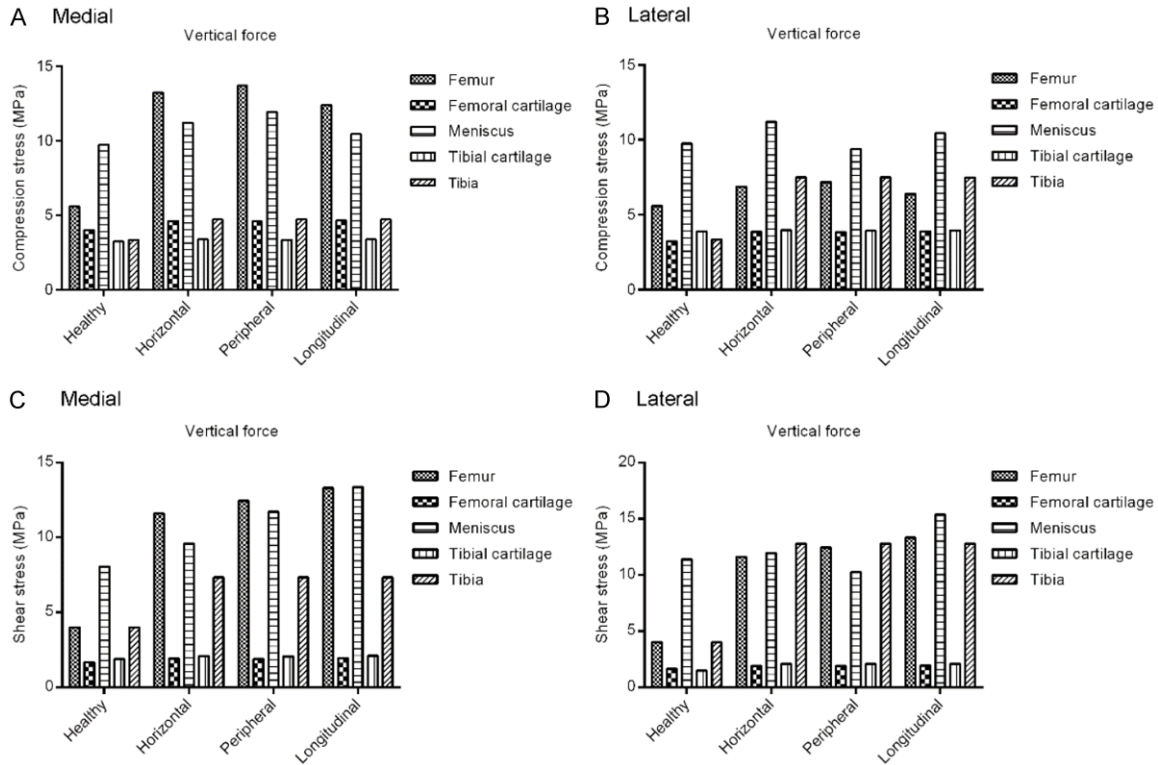 A Medial
Vertical force
15
10
5
0
Compression stress (MPa)
Healthy
Horizontal
Peripheral
Longitudinal
Femur
Femoral cartilage
Meniscus
Tibial cartilage
Tibia
B Lateral
Vertical force
15
10
5
0
Compression stress (MPa)
Healthy
Horizontal
Peripheral
Longitudinal
Femur
Femoral cartilage
Meniscus
Tibial cartilage
Tibia
C Medial
Vertical force
15
10
5
0
Shear stress (MPa)
Healthy
Horizontal
Peripheral
Longitudinal
Femur
Femoral cartilage
Meniscus
Tibial cartilage
Tibia
D Lateral
Vertical force
20
15
10
5
0
Shear stress (MPa)
Healthy
Horizontal
Peripheral
Longitudinal
Femur
Femoral cartilage
Meniscus
Tibial cartilage
Tibia